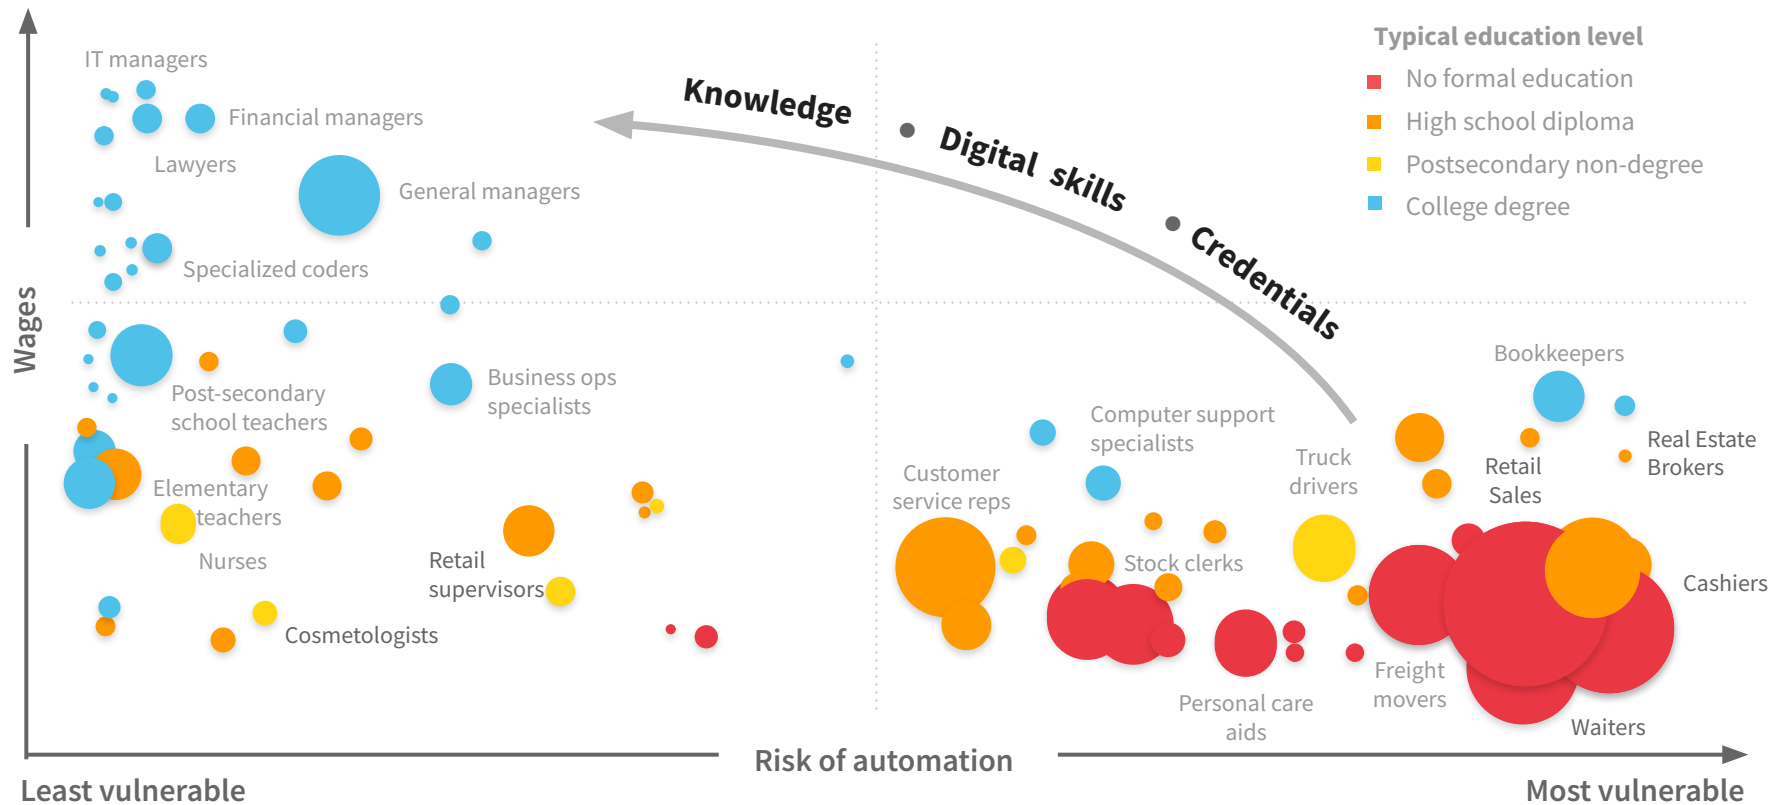 Typical education level
No formal education
High school diploma
Postsecondary non-degree
College degree
Knowledge • Digital skills • Credentials
IT managers
Financial managers
Lawyers
General managers
Specialized coders
Wages
Post-secondary
school teachers
Business ops
specialists
Elementary
teachers
Nurses
Retail
supervisors
Cosmetologists
Customer
service reps
Computer support
specialists
Stock clerks
Truck
drivers
Bookkeepers
Retail
Sales
Real Estate
Brokers
Cashiers
Personal care
aids
Freight
movers
Waiters
Risk of automation
Least vulnerable
Most vulnerable